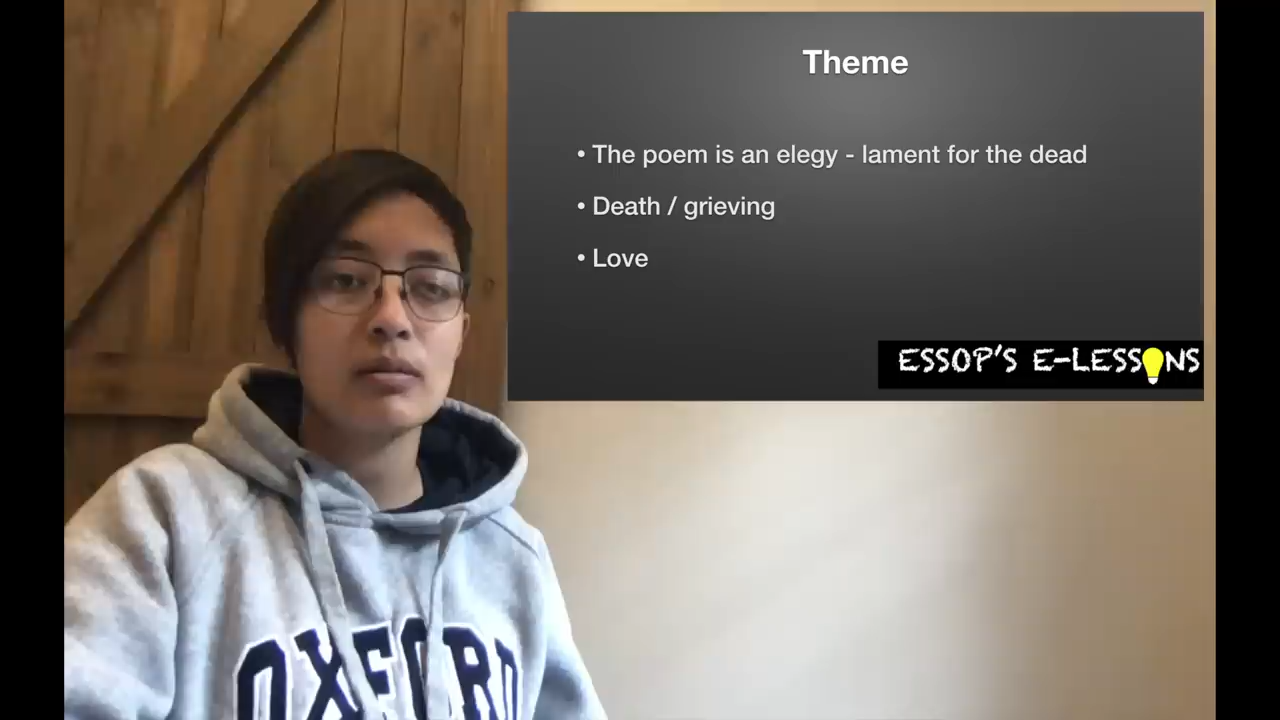 Theme
• The poem is an elegy - lament for the dead
• Death / grieving
• Love
ESSOP'S E-LESSONS
OXFORD